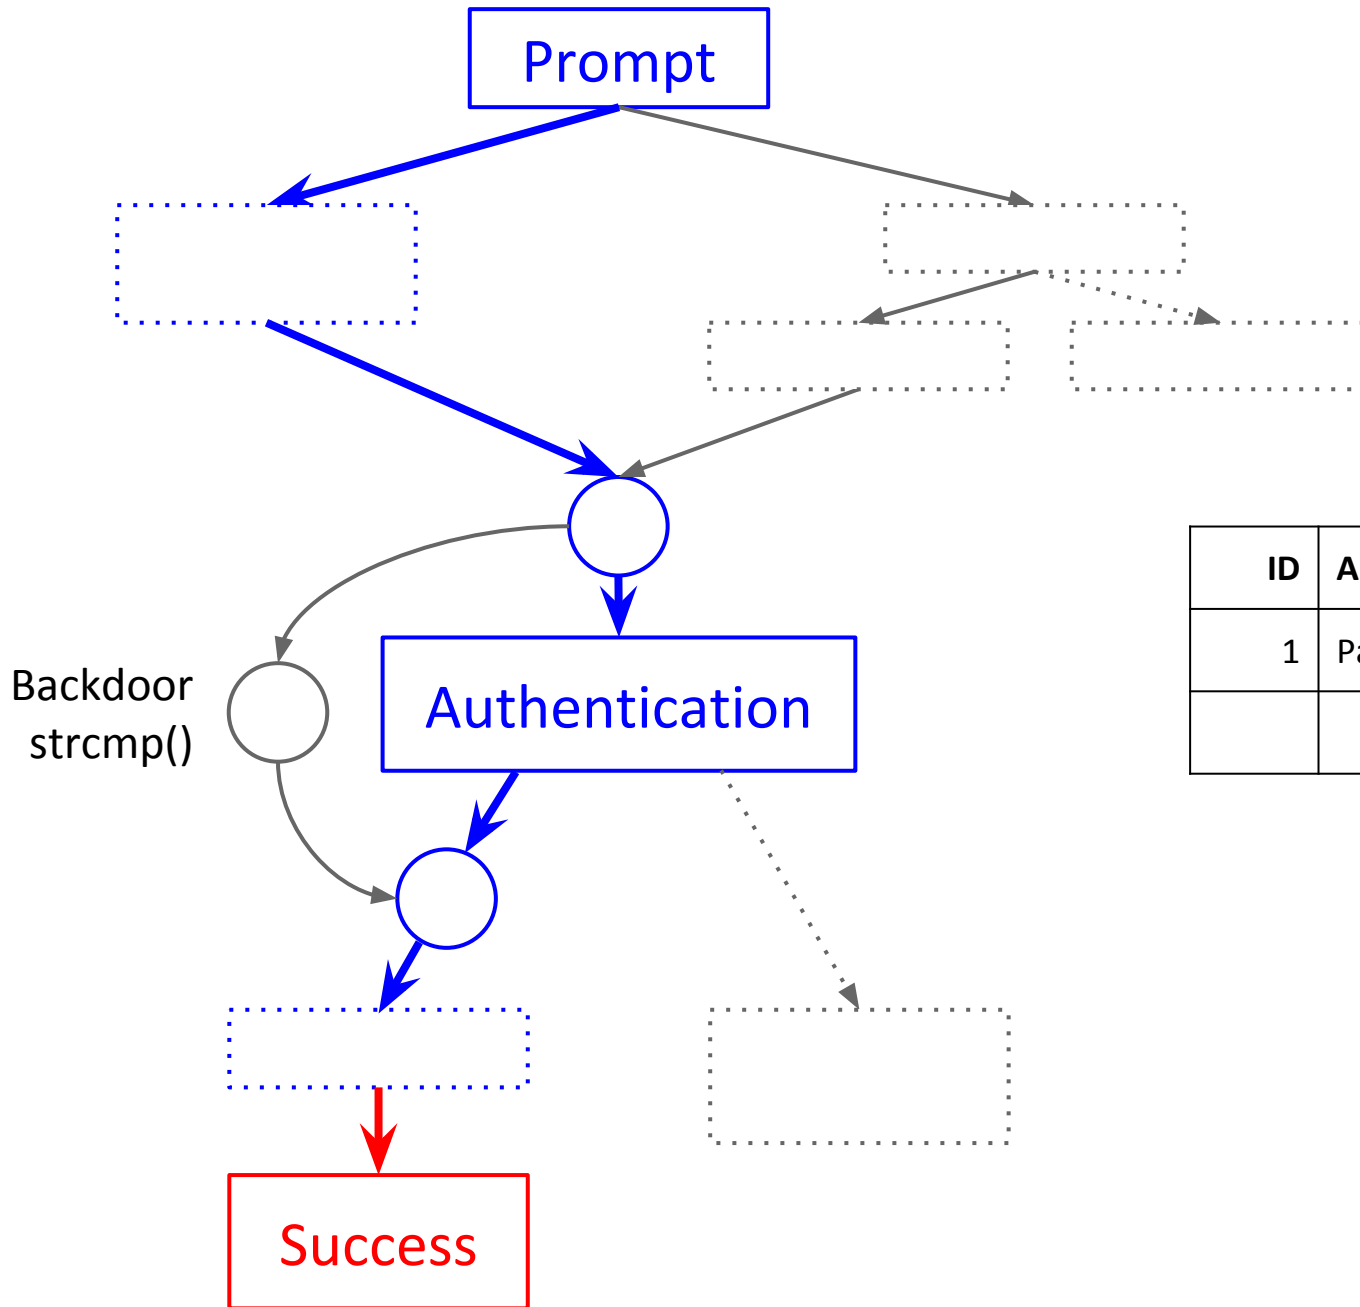 Prompt
ID
1
Backdoor
strcmp()
Authentication
Success